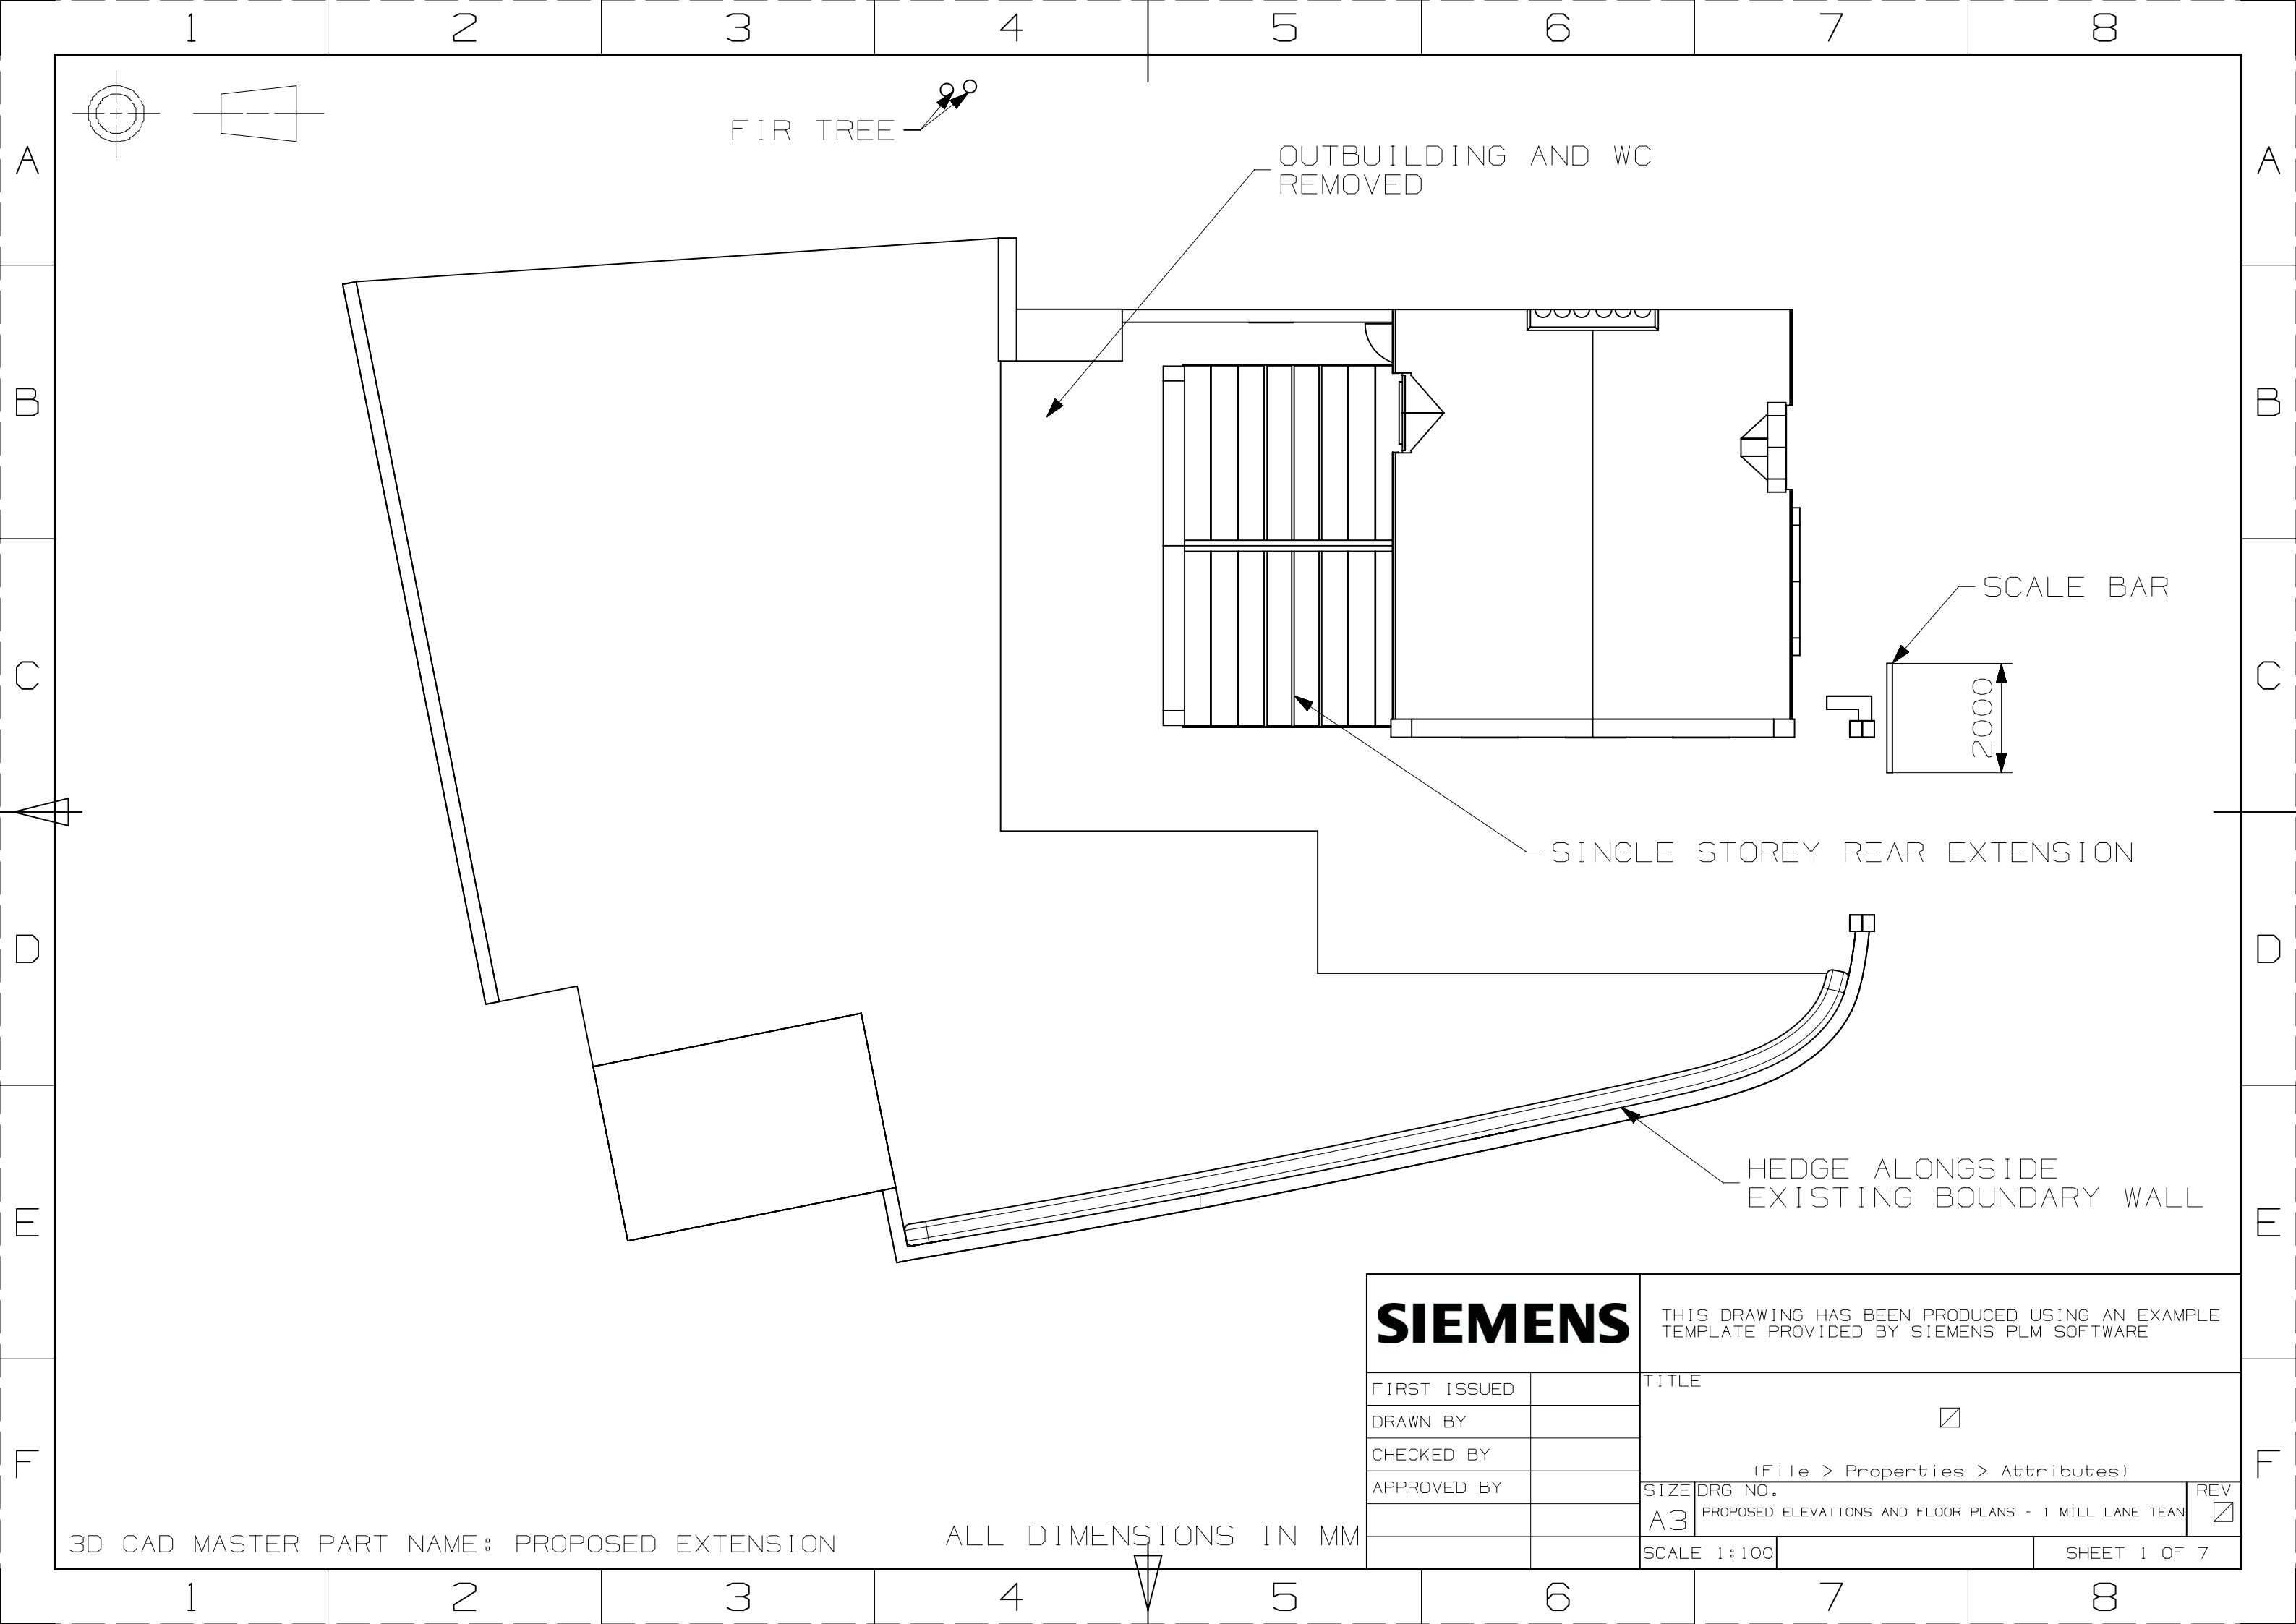 1 2 3 4 5 6 7 8
A A
FIR TREE
OUTBUILDING AND WC
REMOVED
B B
SCALE BAR
C C
2000
SINGLE STOREY REAR EXTENSION
D D
HEDGE ALONGSIDE
EXISTING BOUNDARY WALL
E E
SIEMENS
THIS DRAWING HAS BEEN PRODUCED USING AN EXAMPLE
TEMPLATE PROVIDED BY SIEMENS PLM SOFTWARE
FIRST ISSUED
DRAWN BY
CHECKED BY
APPROVED BY
TITLE
(File > Properties > Attributes)
F F
SIZE DRG NO. REV
A3 PROPOSED ELEVATIONS AND FLOOR PLANS - 1 MILL LANE TEAN
SCALE 1:100 SHEET 1 OF 7
3D CAD MASTER PART NAME: PROPOSED EXTENSION
ALL DIMENSIONS IN MM
1 2 3 4 5 6 7 8